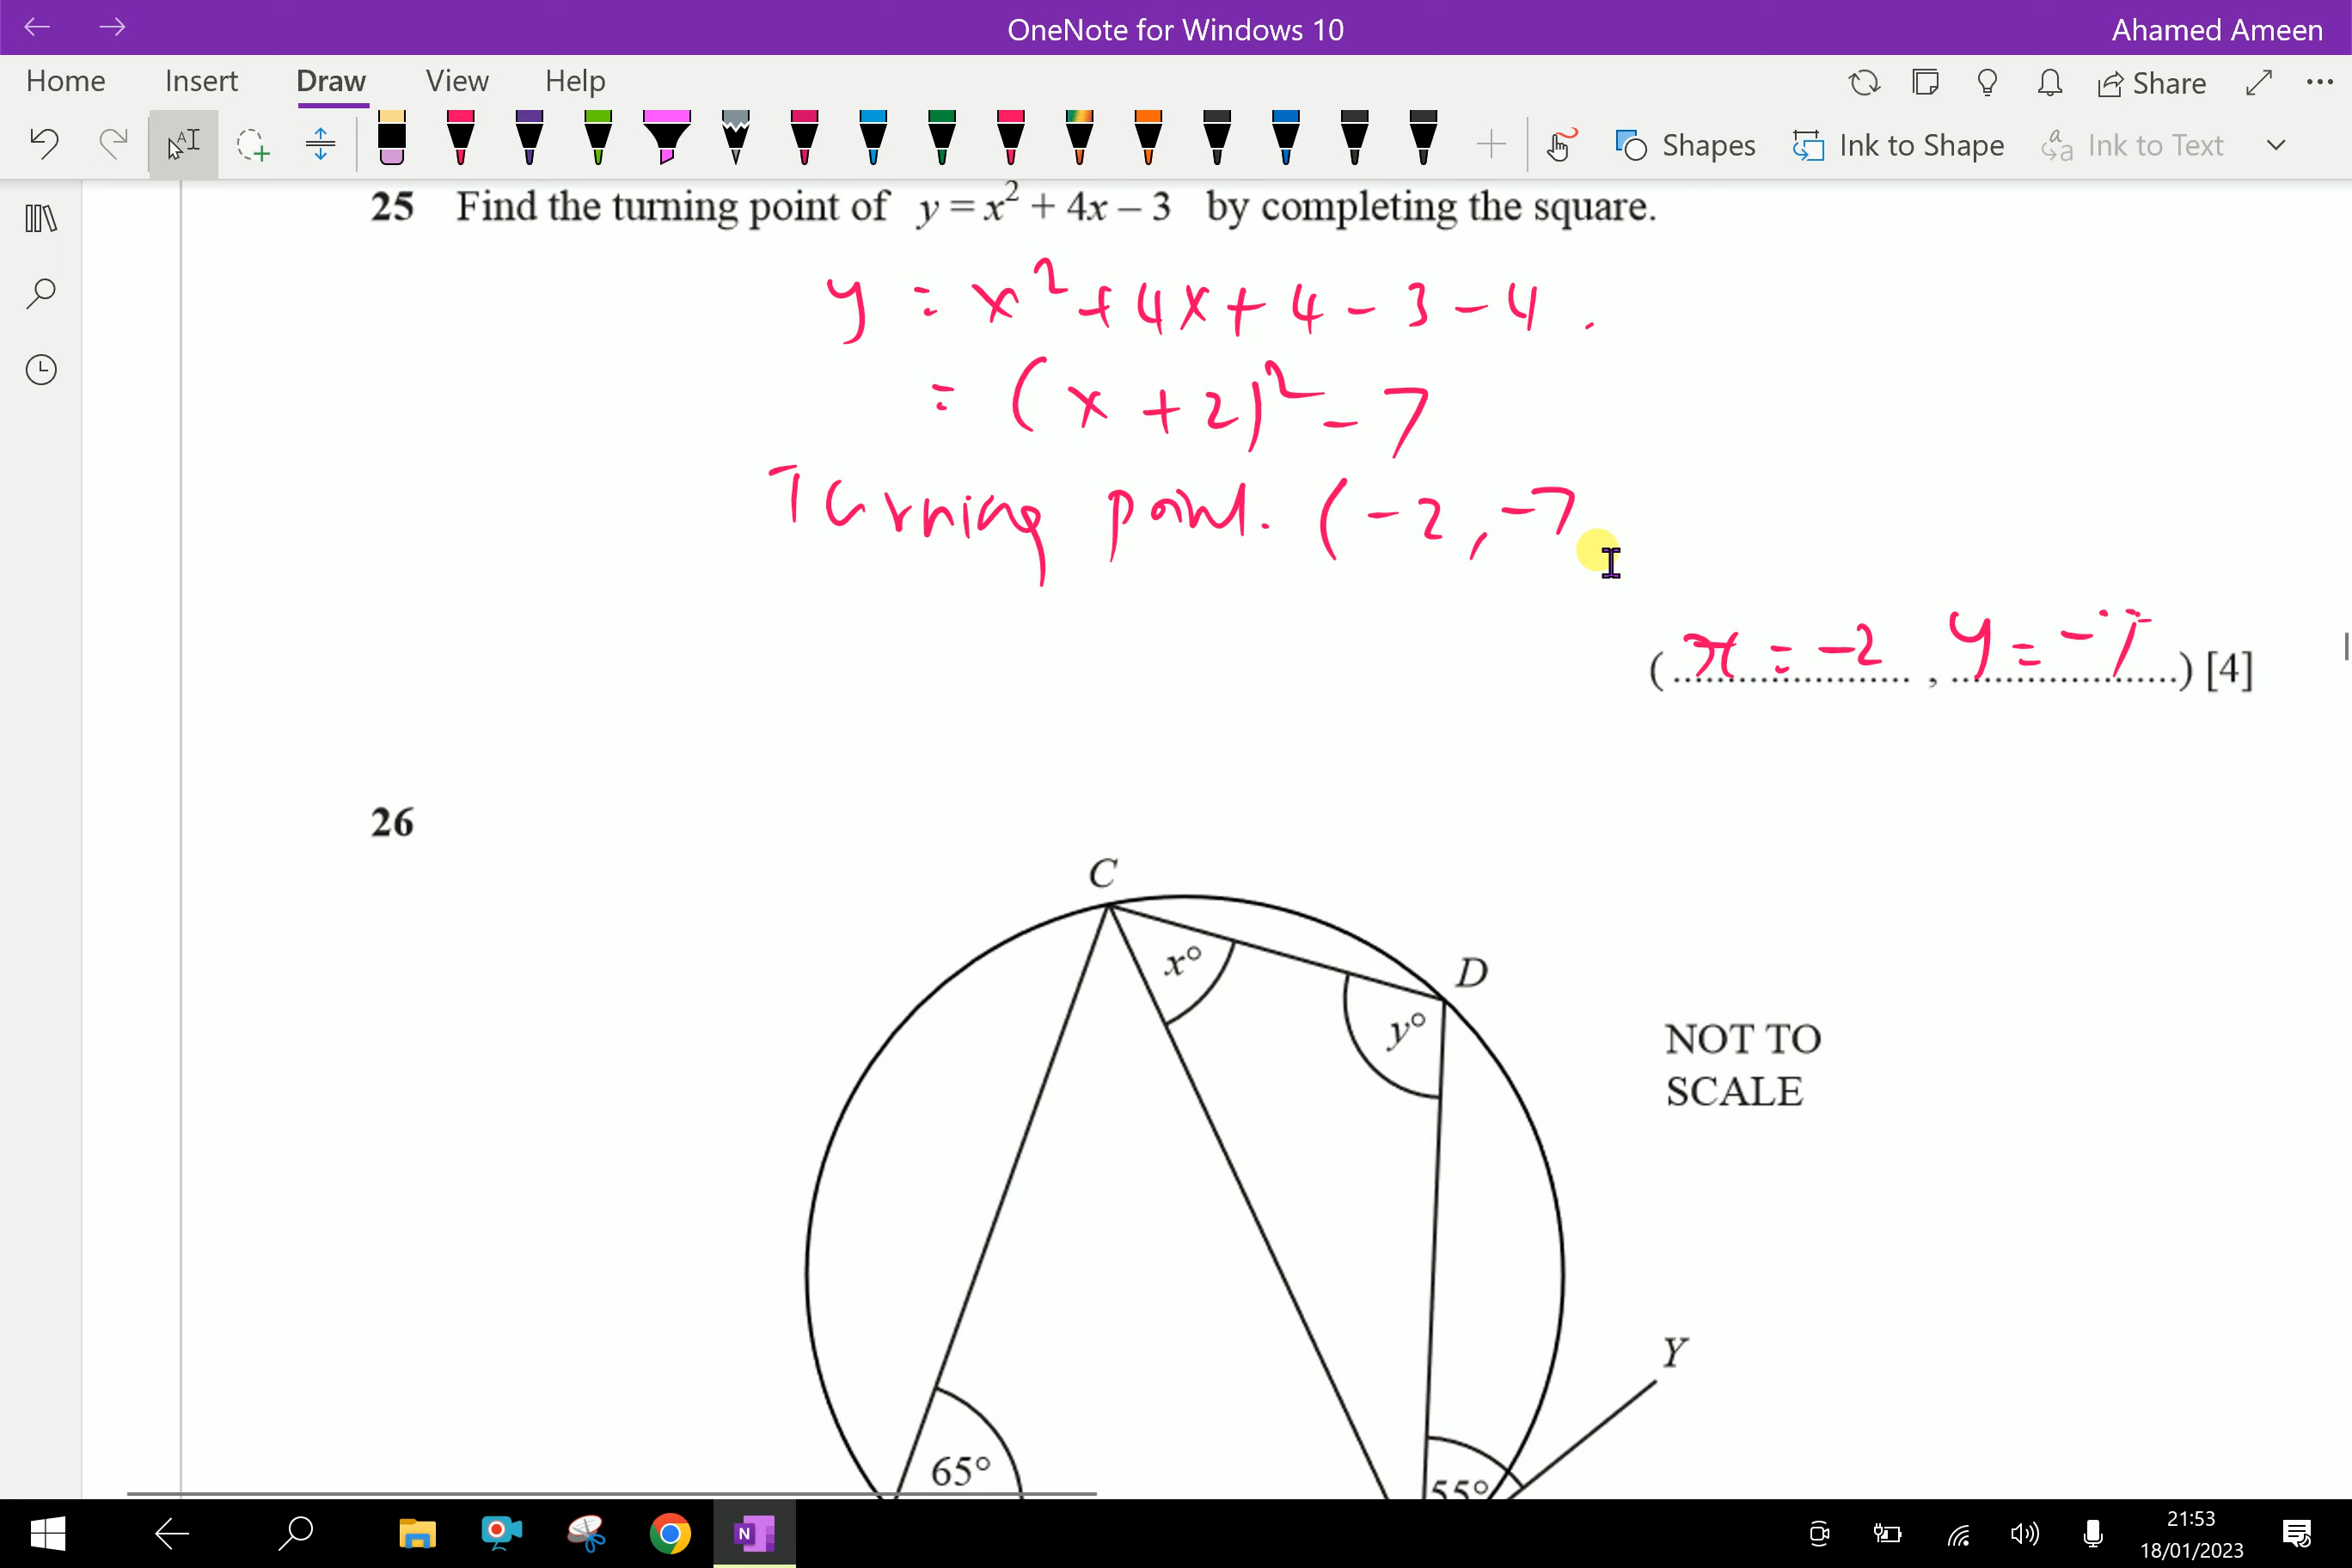 OneNote for Windows 10
Ahamed Ameen
Home Insert Draw View Help Share
Shapes Ink to Shape Ink to Text
25 Find the turning point of y = x² + 4x – 3 by completing the square.
y = x² + 4x + 4 - 3 - 4 .
= (x + 2)² - 7
Turning point. (-2, -7
( x = -2 , y = -7 ) [4]
26
C
x°
D
y°
NOT TO
SCALE
Y
65°
55°
21:53
18/01/2023